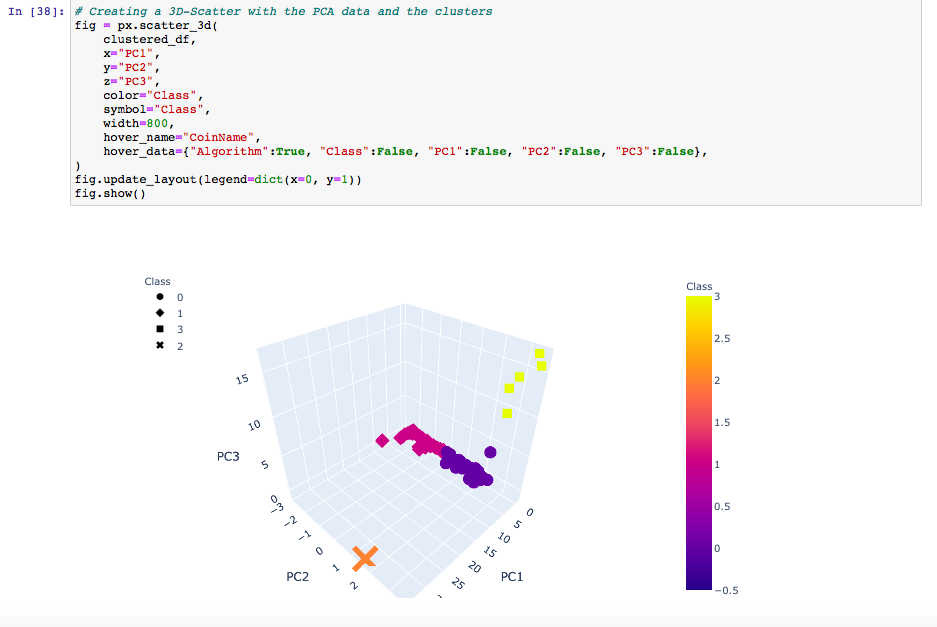 In [38]: # Creating a 3D-Scatter with the PCA data and the clusters
fig = px.scatter_3d(
    clustered_df,
    x="PC1",
    y="PC2",
    z="PC3",
    color="Class",
    symbol="Class",
    width=800,
    hover_name="CoinName",
    hover_data={"Algorithm":True, "Class":False, "PC1":False, "PC2":False, "PC3":False},
)
fig.update_layout(legend=dict(x=0, y=1))
fig.show()
Class
0
1
3
2
15
10
5
0
PC3
−3
−2
−1
0
1
2
PC2
0
5
10
15
20
25
PC1
Class
3
2.5
2
1.5
1
0.5
0
−0.5